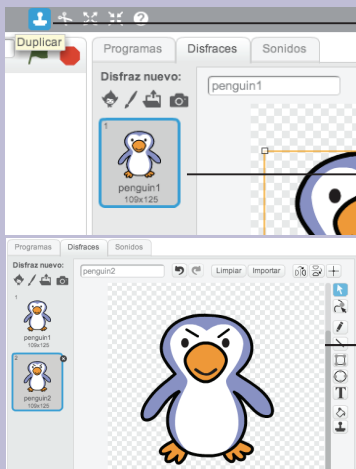 Duplicar
Programas Disfraces Sonidos
Disfraz nuevo:
penguin1
1
penguin1
109x125
Programas Disfraces Sonidos
Disfraz nuevo:
penguin2 Limpiar Importar
1
penguin1
109x125
2
penguin2
109x125
T